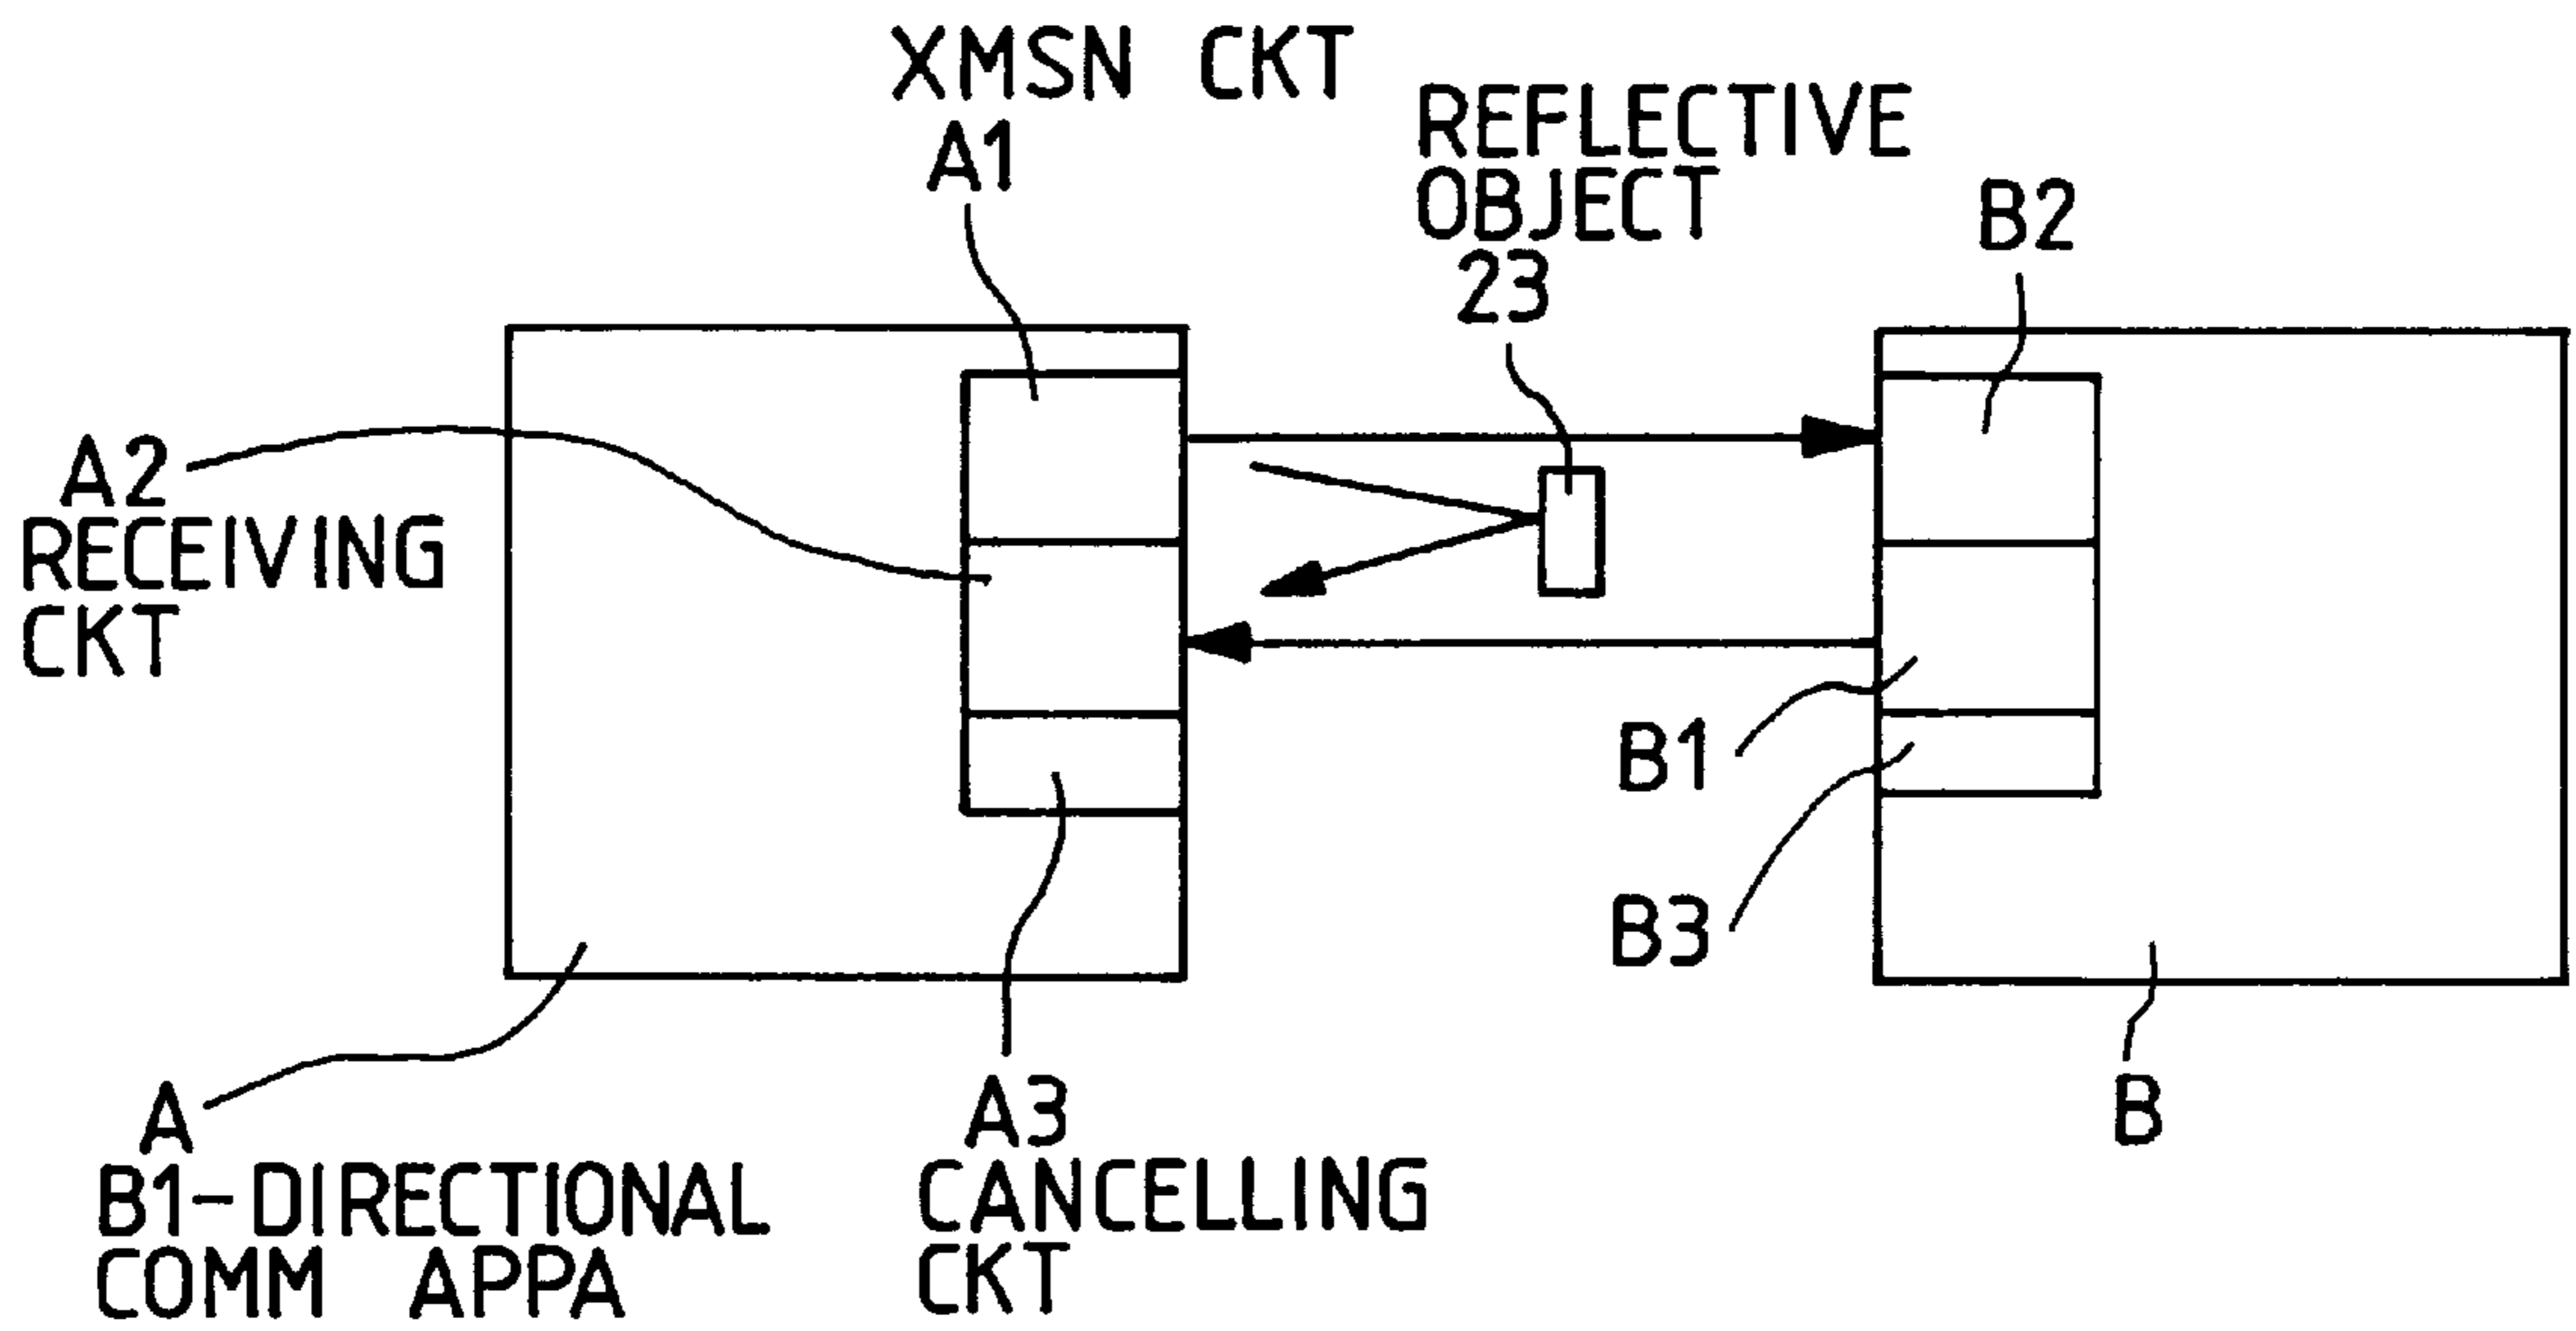 XMSN CKT
A1
REFLECTIVE
OBJECT
23
B2
A2
RECEIVING
CKT
B1
B3
A
B1-DIRECTIONAL
COMM APPA
A3
CANCELLING
CKT
B